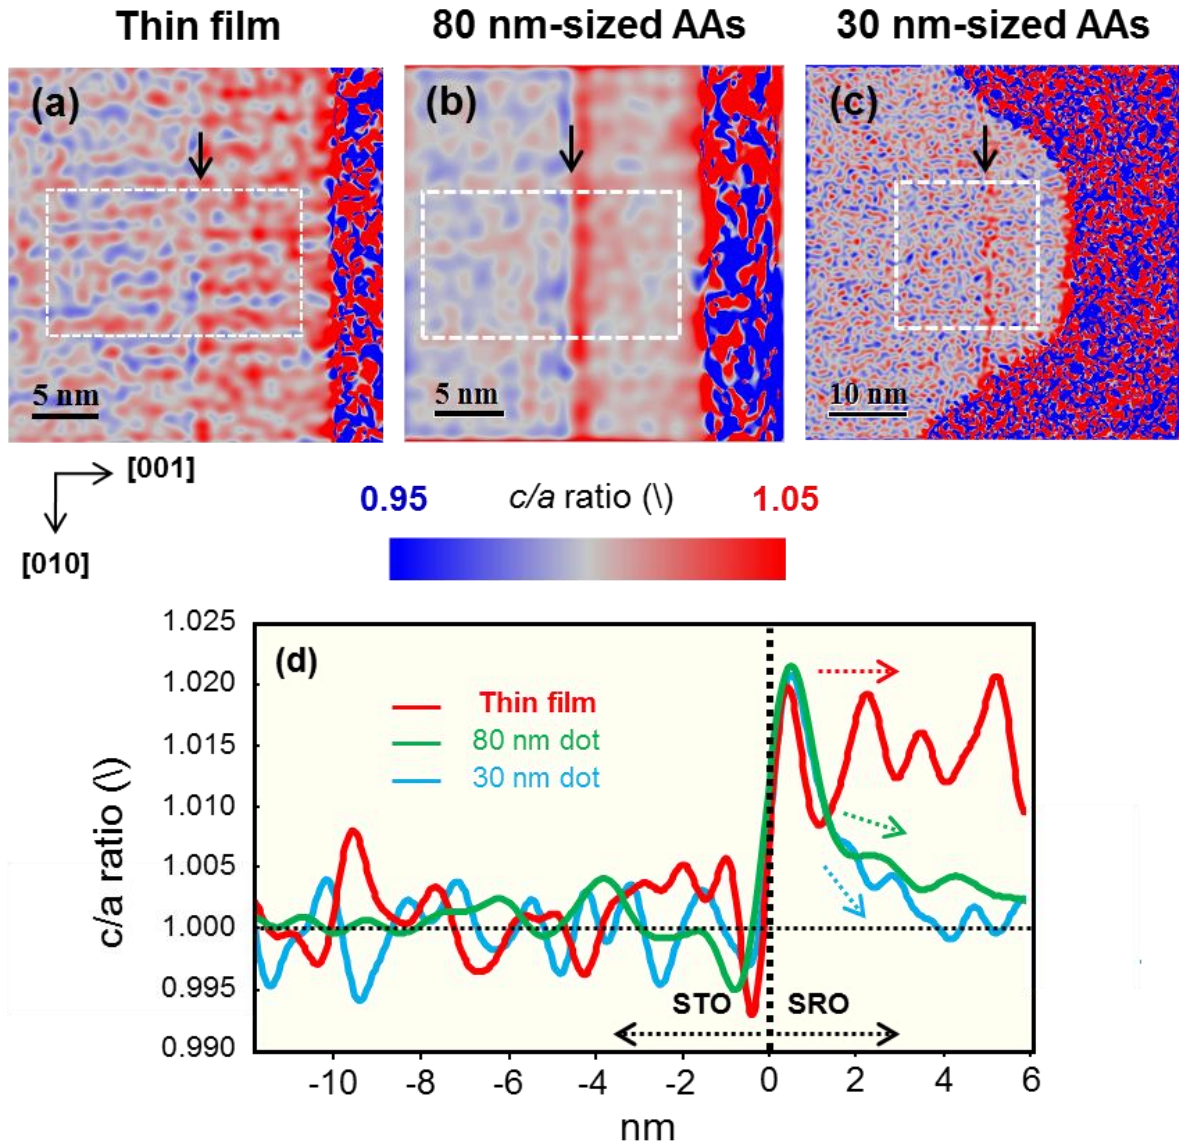 Thin film
80 nm-sized AAs
30 nm-sized AAs
(a)
(b)
(c)
5 nm
5 nm
10 nm
[001]
[010]
0.95
c/a ratio (\)
1.05
1.025
1.020
1.015
1.010
1.005
1.000
0.995
0.990
c/a ratio (\)
(d)
Thin film
80 nm dot
30 nm dot
STO
SRO
-10
-8
-6
-4
-2
0
2
4
6
nm